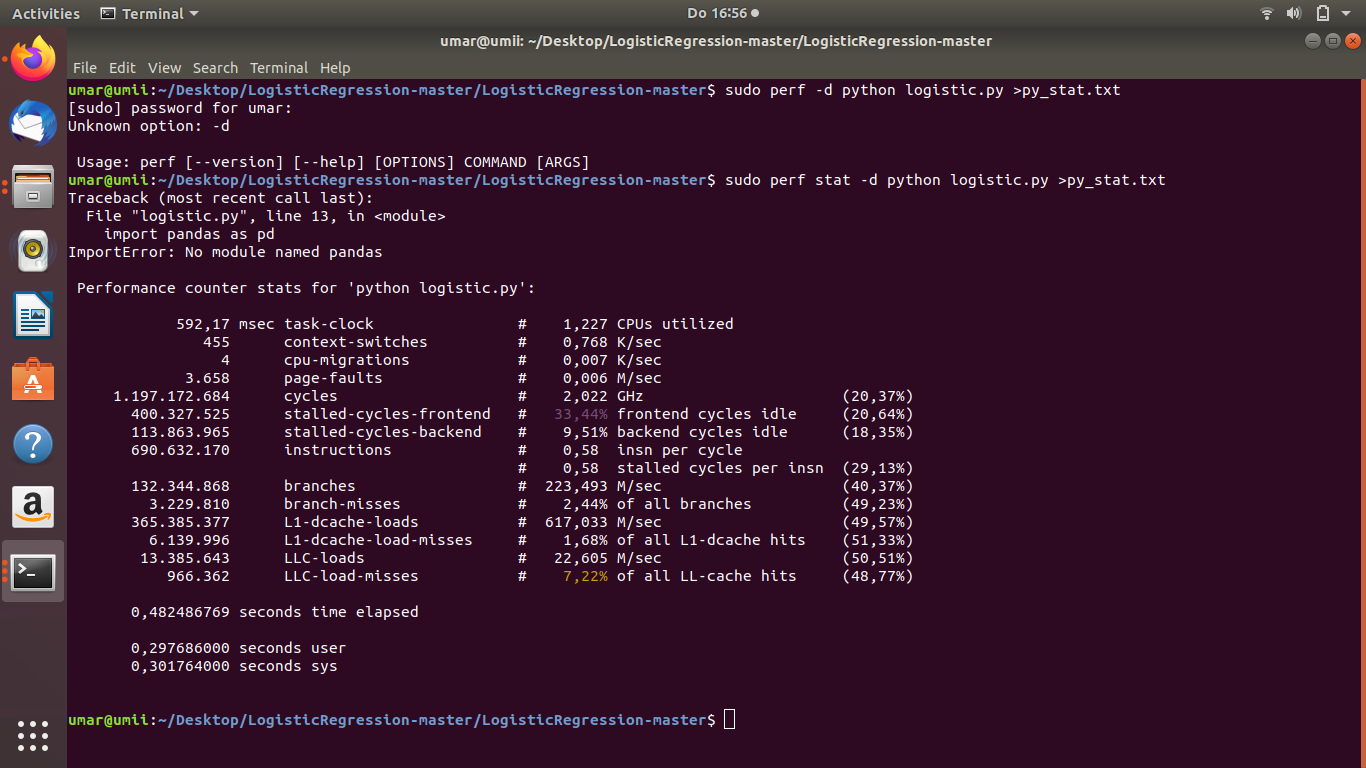 Activities Terminal Do 16:56
umar@umii: ~/Desktop/LogisticRegression-master/LogisticRegression-master
File Edit View Search Terminal Help
umar@umii:~/Desktop/LogisticRegression-master/LogisticRegression-master$ sudo perf -d python logistic.py >py_stat.txt
[sudo] password for umar:
Unknown option: -d
Usage: perf [--version] [--help] [OPTIONS] COMMAND [ARGS]
umar@umii:~/Desktop/LogisticRegression-master/LogisticRegression-master$ sudo perf stat -d python logistic.py >py_stat.txt
Traceback (most recent call last):
File "logistic.py", line 13, in <module>
import pandas as pd
ImportError: No module named pandas
Performance counter stats for 'python logistic.py':
592,17 msec task-clock # 1,227 CPUs utilized
455 context-switches # 0,768 K/sec
4 cpu-migrations # 0,007 K/sec
3.658 page-faults # 0,006 M/sec
1.197.172.684 cycles # 2,022 GHz (20,37%)
400.327.525 stalled-cycles-frontend # 33,44% frontend cycles idle (20,64%)
113.863.965 stalled-cycles-backend # 9,51% backend cycles idle (18,35%)
690.632.170 instructions # 0,58 insn per cycle
# 0,58 stalled cycles per insn (29,13%)
132.344.868 branches # 223,493 M/sec (40,37%)
3.229.810 branch-misses # 2,44% of all branches (49,23%)
365.385.377 L1-dcache-loads # 617,033 M/sec (49,57%)
6.139.996 L1-dcache-load-misses # 1,68% of all L1-dcache hits (51,33%)
13.385.643 LLC-loads # 22,605 M/sec (50,51%)
966.362 LLC-load-misses # 7,22% of all LL-cache hits (48,77%)
0,482486769 seconds time elapsed
0,297686000 seconds user
0,301764000 seconds sys
umar@umii:~/Desktop/LogisticRegression-master/LogisticRegression-master$